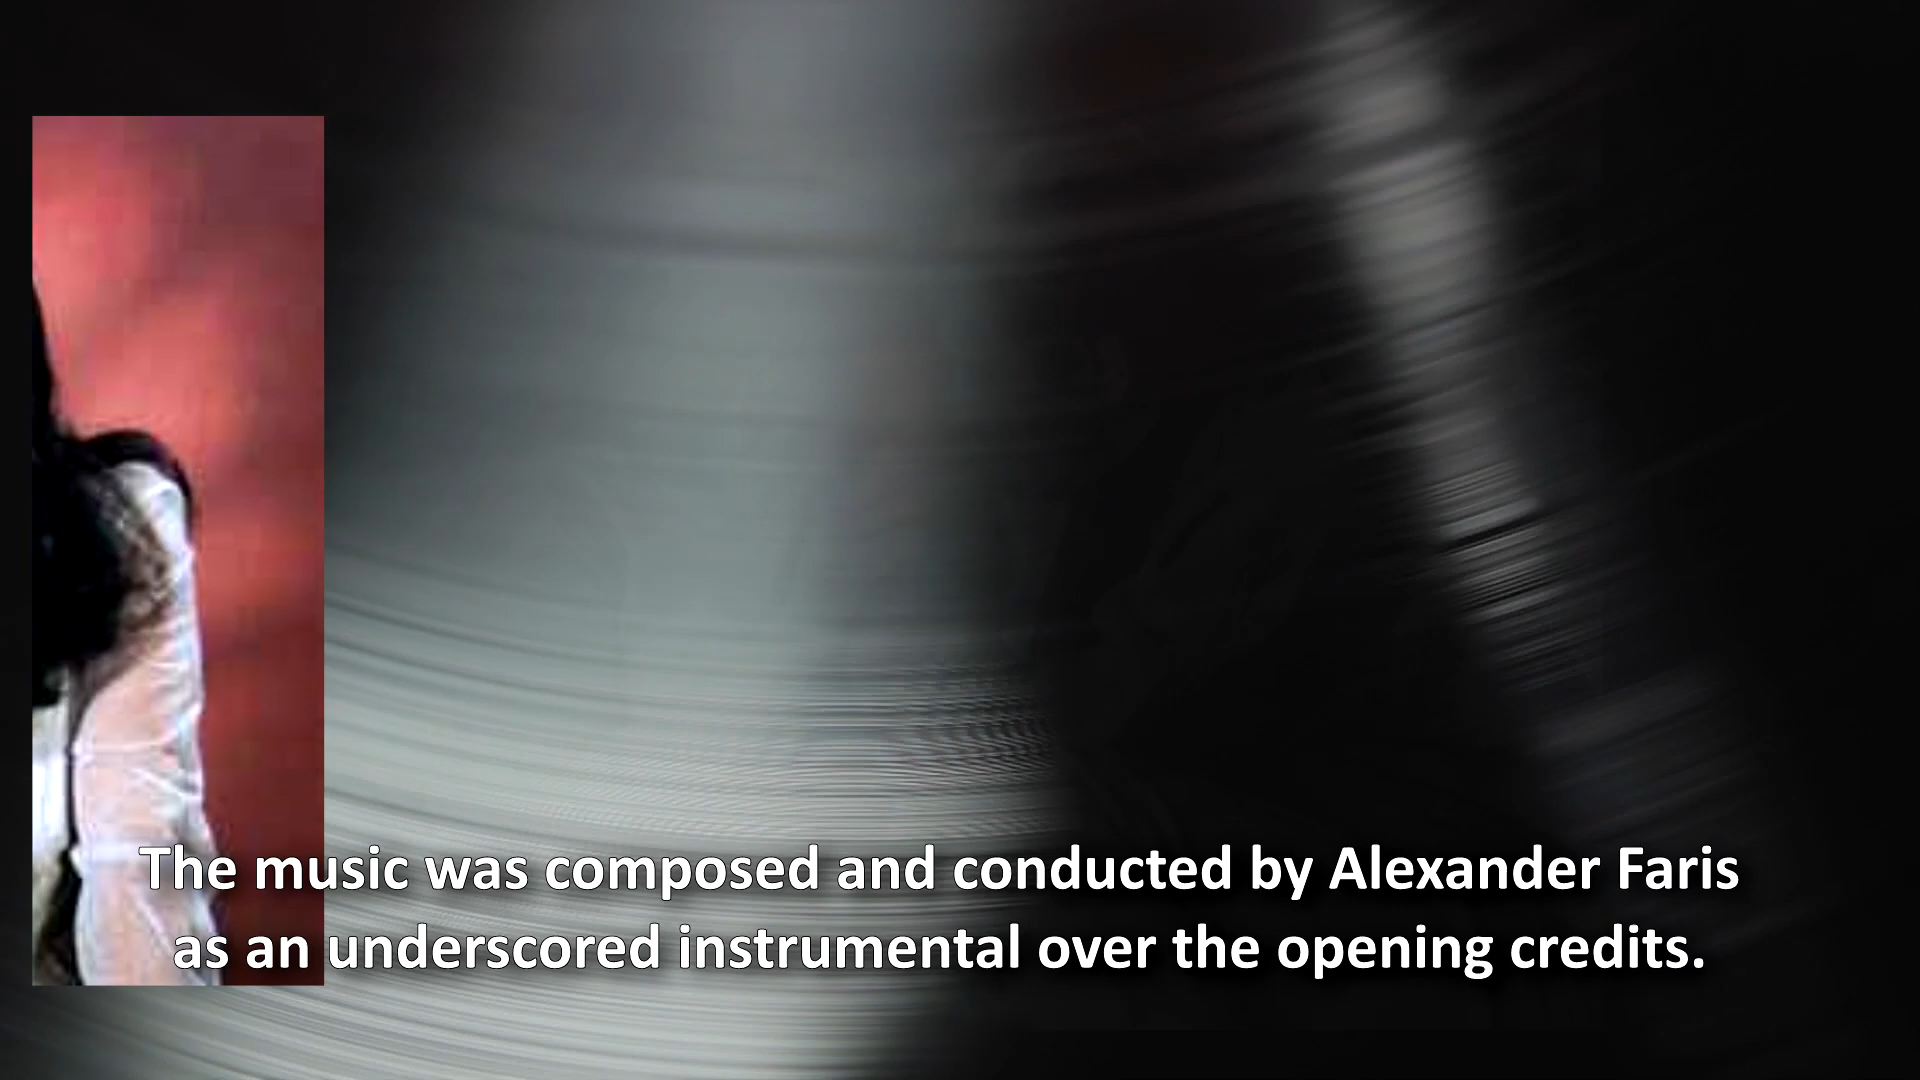 The music was composed and conducted by Alexander Faris
as an underscored instrumental over the opening credits.